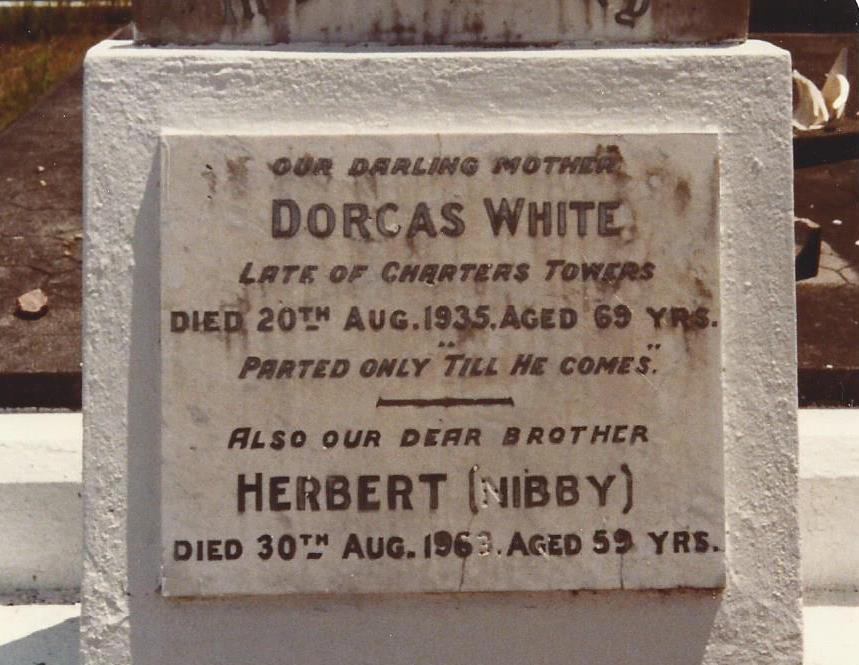 OUR DARLING MOTHER
DORCAS WHITE
LATE OF CHARTERS TOWERS
DIED 20TH AUG. 1935. AGED 69 YRS.
PARTED ONLY "TILL HE COMES".
ALSO OUR DEAR BROTHER
HERBERT (NIBBY)
DIED 30TH AUG. 1963. AGED 59 YRS.